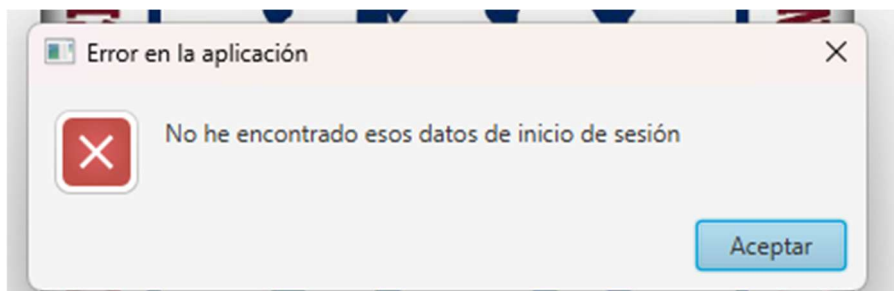 Error en la aplicación
No he encontrado esos datos de inicio de sesión
Aceptar